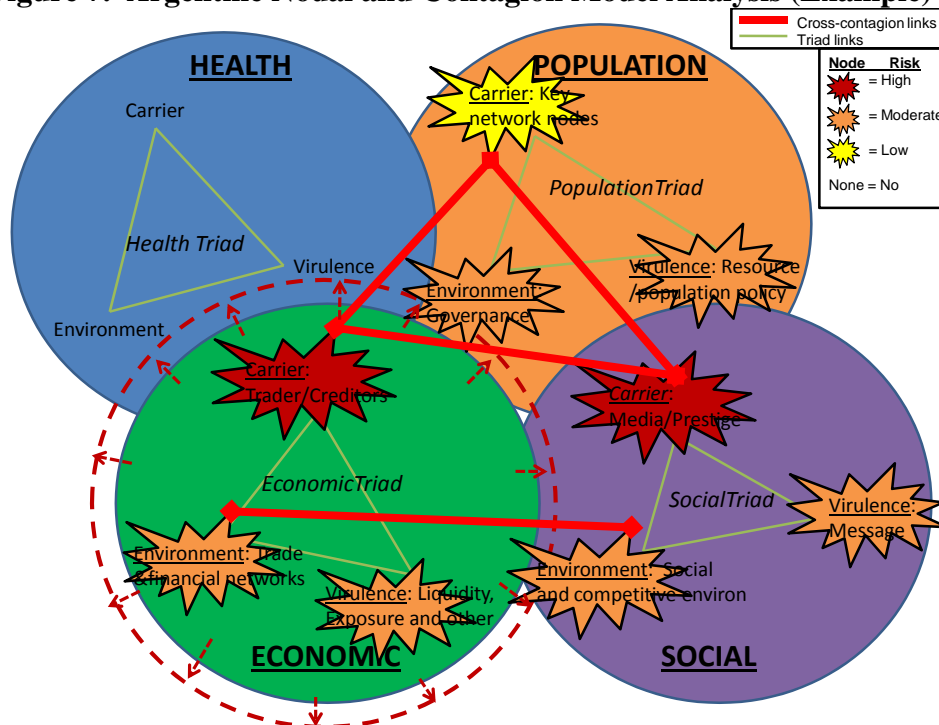 Argentine Nodal and Contagion Model Analysis (Example)
Cross-contagion links
Triad links
Node Risk
= High
= Moderate
= Low
None = No
HEALTH
Carrier
Health Triad
Virulence
Environment
POPULATION
Carrier: Key
network nodes
PopulationTriad
Environment:
Governance
Virulence: Resource
/population policy
Carrier:
Trader/Creditors
EconomicTriad
Environment: Trade
&financial networks
Virulence: Liquidity,
Exposure and other
ECONOMIC
Carrier:
Media/Prestige
SocialTriad
Virulence:
Message
Environment: Social
and competitive environ
SOCIAL